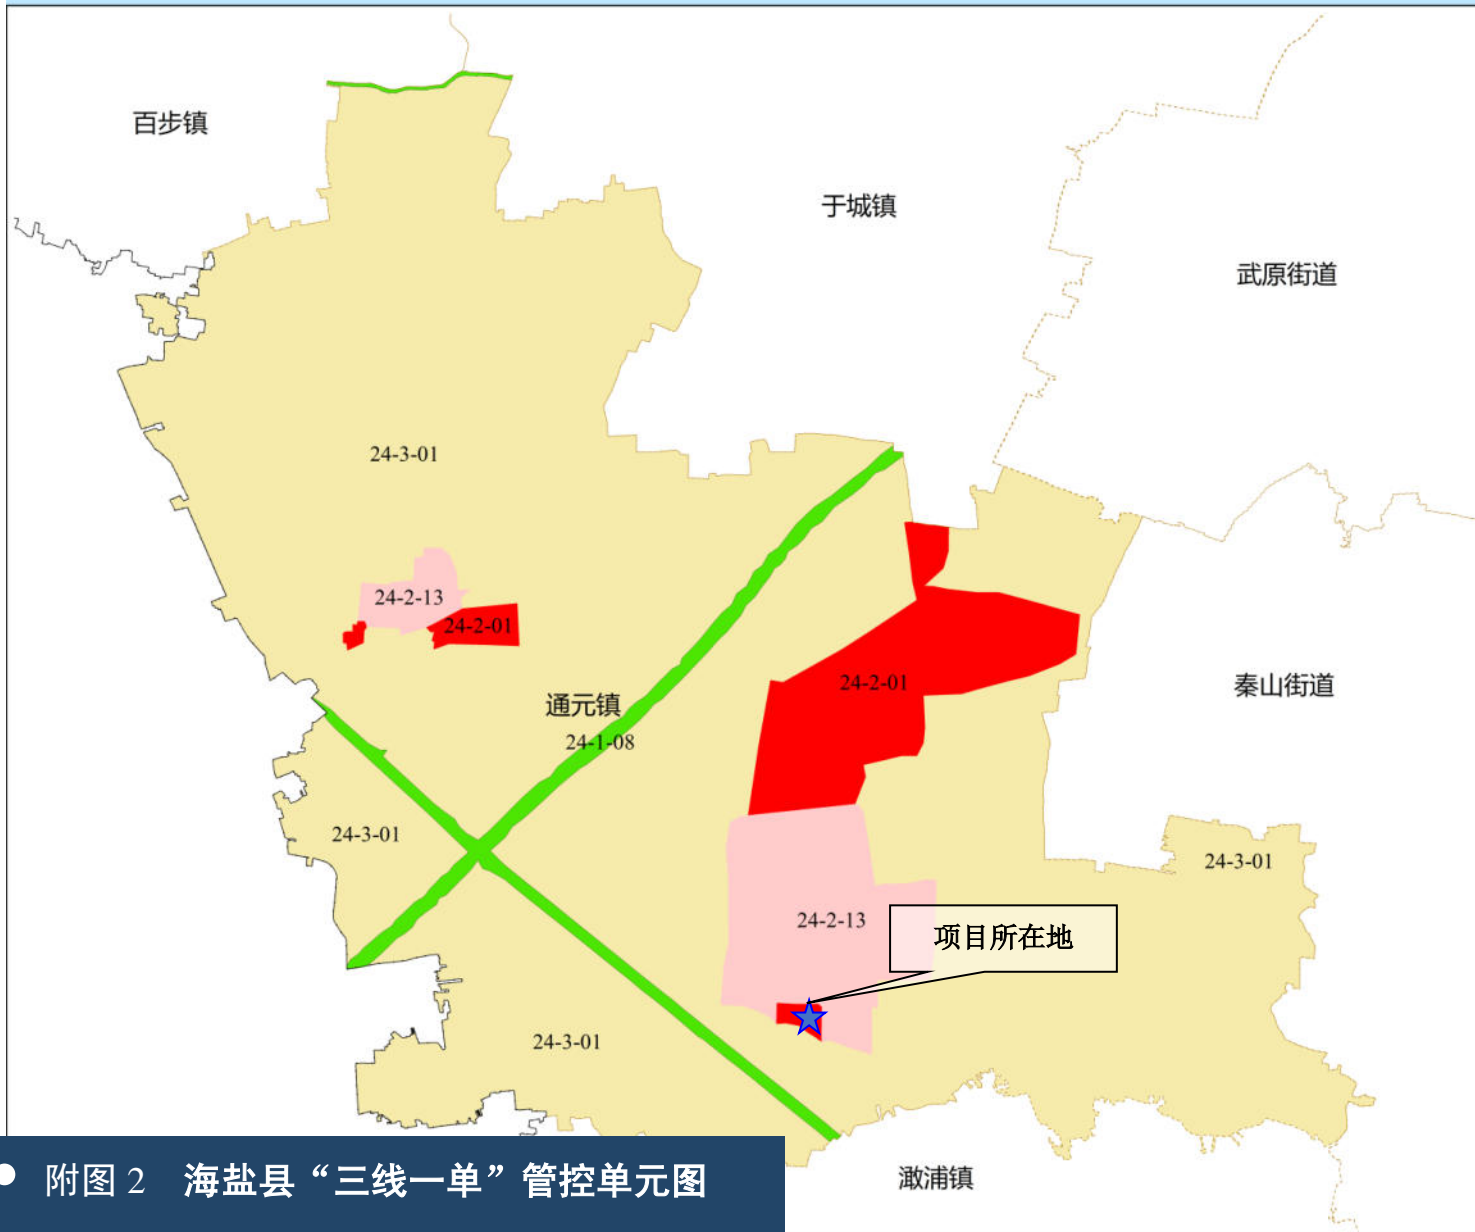 百步镇
于城镇
武原街道
24-3-01
24-2-13
24-2-01
24-2-01
秦山街道
通元镇
24-1-08
24-3-01
24-3-01
24-2-13
项目所在地
24-3-01
澉浦镇
附图 2 海盐县“三线一单”管控单元图